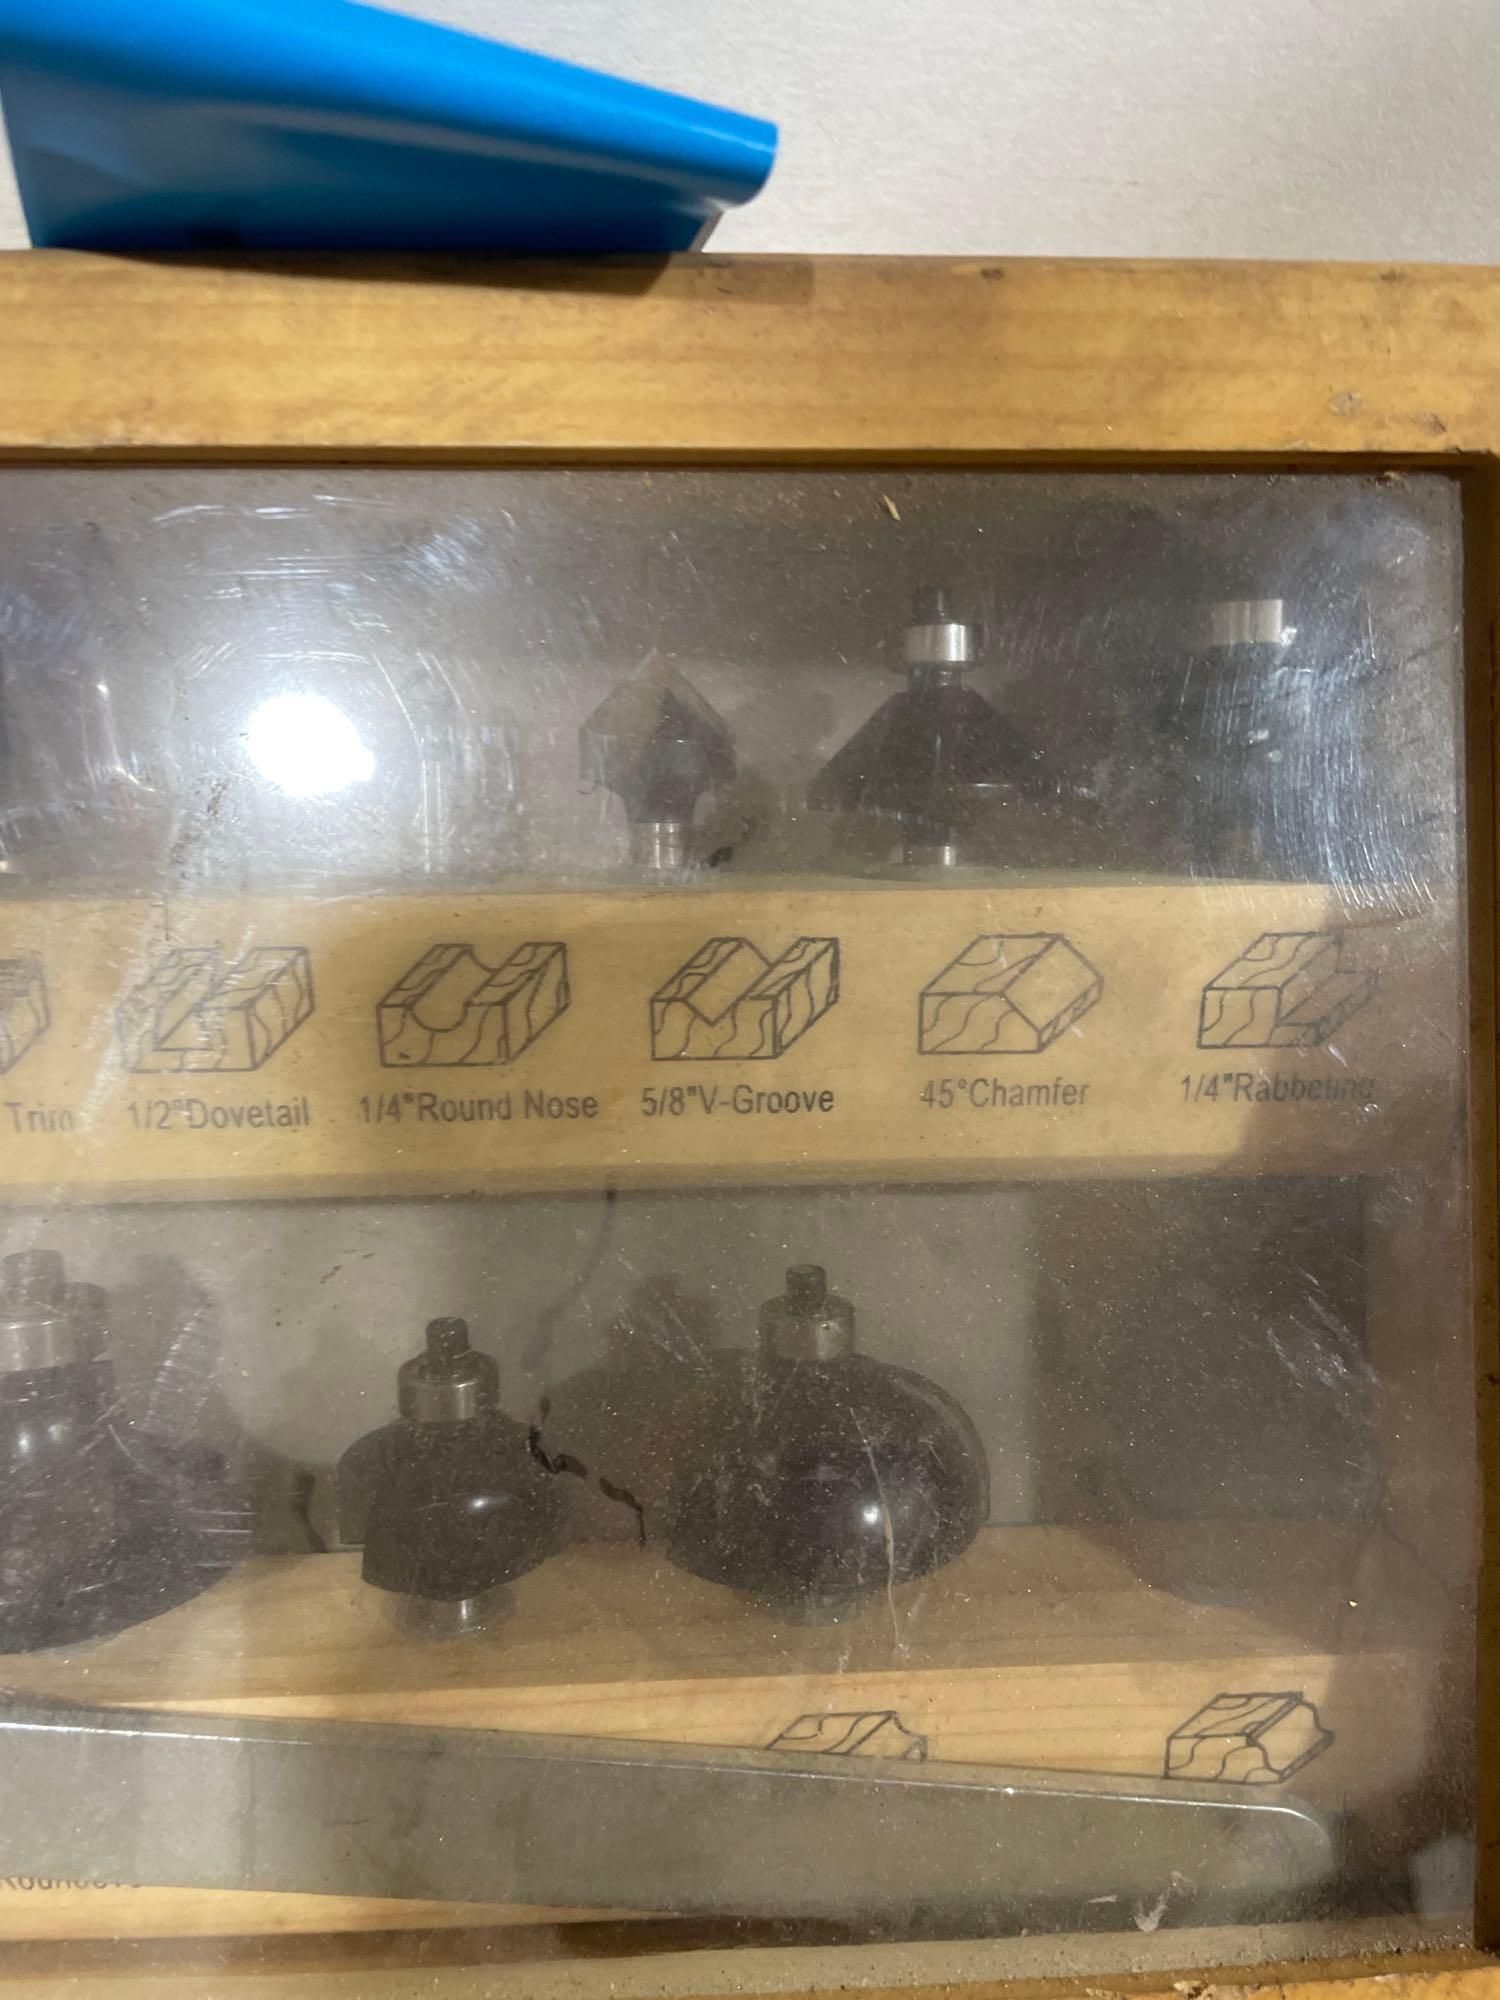 Trim 1/2"Dovetail 1/4"Round Nose 5/8"V-Groove 45°Chamfer 1/4"Rabbeting